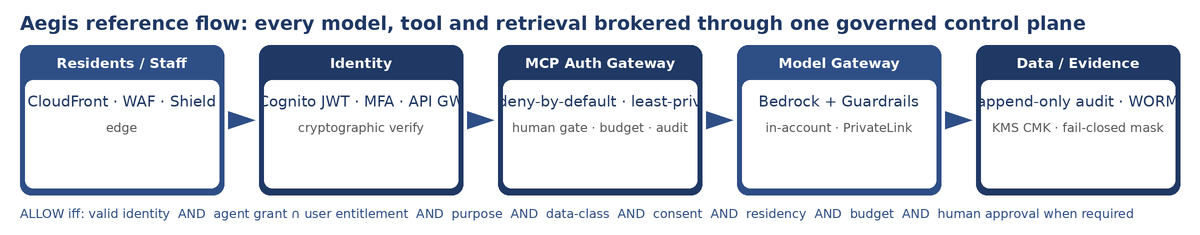 Aegis reference flow: every model, tool and retrieval brokered through one governed control plane
Residents / Staff
CloudFront · WAF · Shield
edge
Identity
Cognito JWT · MFA · API GW
cryptographic verify
MCP Auth Gateway
deny-by-default · least-priv
human gate · budget · audit
Model Gateway
Bedrock + Guardrails
in-account · PrivateLink
Data / Evidence
append-only audit · WORM
KMS CMK · fail-closed mask
ALLOW iff: valid identity AND agent grant ∩ user entitlement AND purpose AND data-class AND consent AND residency AND budget AND human approval when required